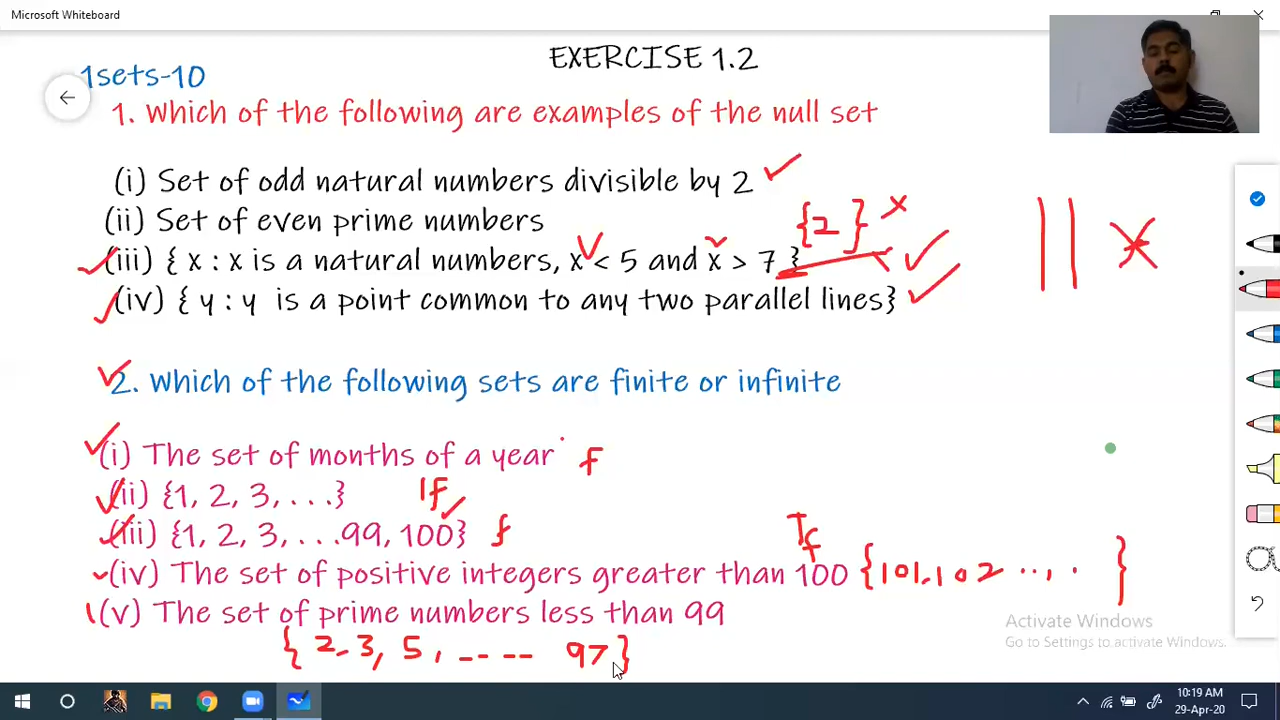 Microsoft Whiteboard
EXERCISE 1.2
1sets-10
1. Which of the following are examples of the null set
(i) Set of odd natural numbers divisible by 2
(ii) Set of even prime numbers
{2} x
(iii) { x : x is a natural numbers, x < 5 and x > 7 }
(iv) { y : y is a point common to any two parallel lines}
2. Which of the following sets are finite or infinite
(i) The set of months of a year f
(ii) {1, 2, 3, . . .} If
(iii) {1, 2, 3, . . .99, 100} f
If
(iv) The set of positive integers greater than 100 {101, 102 ..,. }
(v) The set of prime numbers less than 99
{ 2, 3, 5, ---- 97}
Activate Windows
Go to Settings to activate Windows.
10:19 AM
29-Apr-20